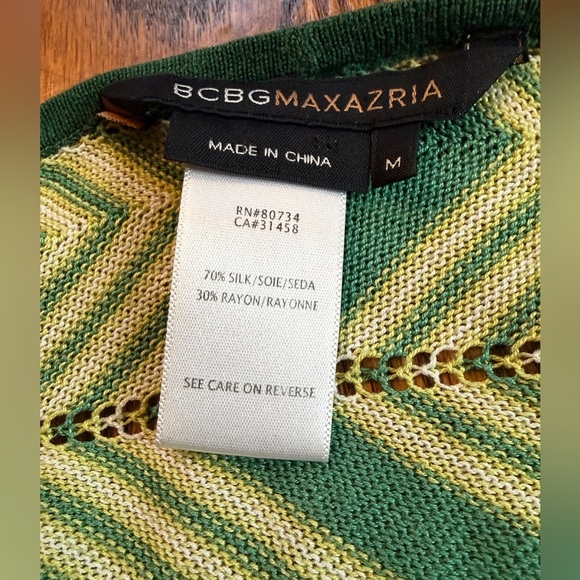 BCBGMAXAZRIA
MADE IN CHINA
M
RN#80734
CA#31458
70% SILK/SOIE/SEDA
30% RAYON/RAYONNE
SEE CARE ON REVERSE